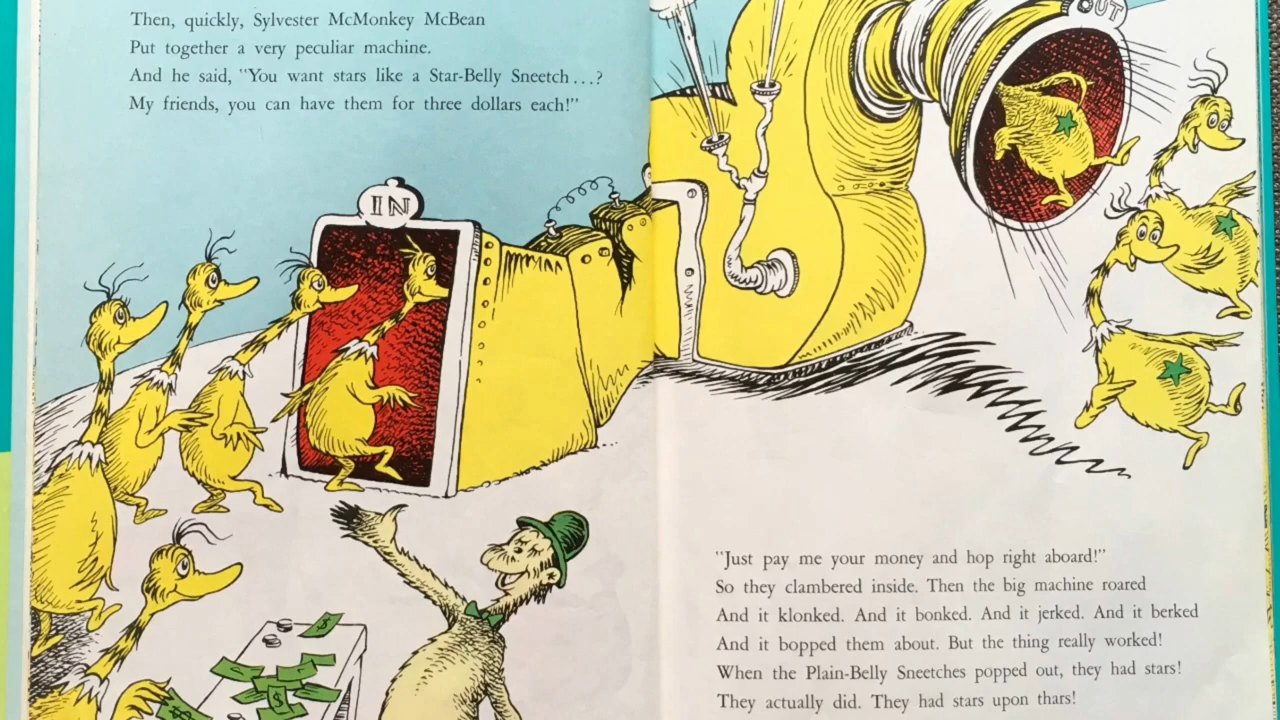 Then, quickly, Sylvester McMonkey McBean
Put together a very peculiar machine.
And he said, "You want stars like a Star-Belly Sneetch...?
My friends, you can have them for three dollars each!"
IN
OUT
"Just pay me your money and hop right aboard!"
So they clambered inside. Then the big machine roared
And it klonked. And it bonked. And it jerked. And it berked
And it bopped them about. But the thing really worked!
When the Plain-Belly Sneetches popped out, they had stars!
They actually did. They had stars upon thars!
$
$
$